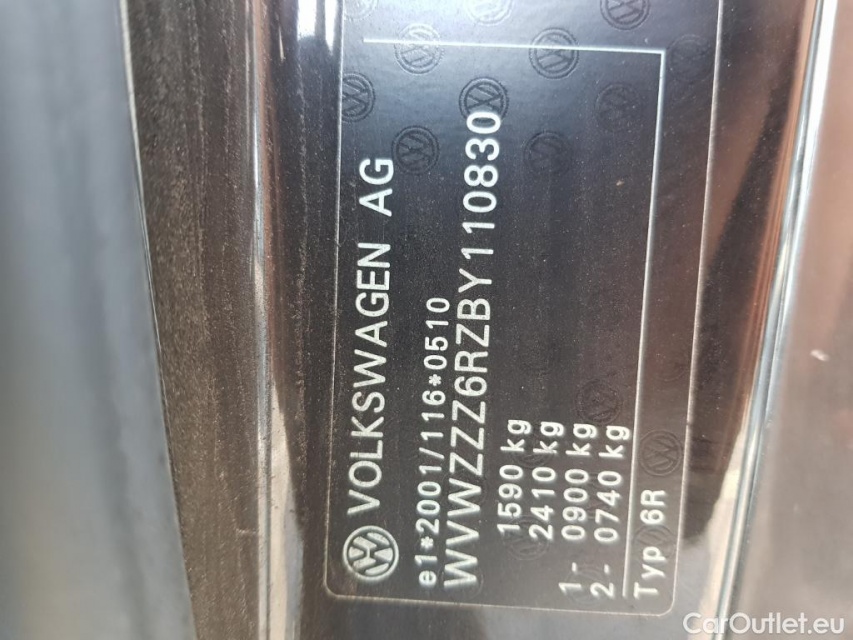 VOLKSWAGEN AG
e1*2001/116*0510
WVWZZZ6RZBY110830
1590 kg
2410 kg
1- 0900 kg
2- 0740 kg
Typ 6R
CarOutlet.eu